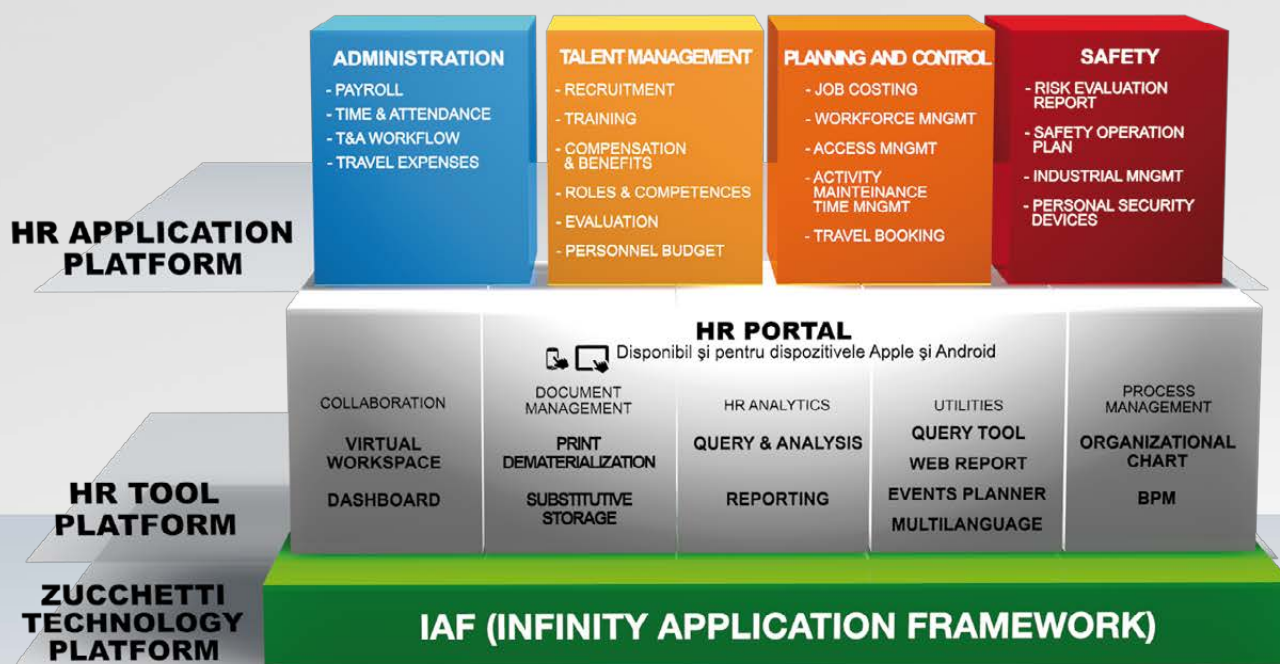 ADMINISTRATION
- PAYROLL
- TIME & ATTENDANCE
- T&A WORKFLOW
- TRAVEL EXPENSES
TALENT MANAGEMENT
- RECRUITMENT
- TRAINING
- COMPENSATION
& BENEFITS
- ROLES & COMPETENCES
- EVALUATION
- PERSONNEL BUDGET
PLANNING AND CONTROL
- JOB COSTING
- WORKFORCE MNGMT
- ACCESS MNGMT
- ACTIVITY
MAINTEINANCE
TIME MNGMT
- TRAVEL BOOKING
SAFETY
- RISK EVALUATION
REPORT
- SAFETY OPERATION
PLAN
- INDUSTRIAL MNGMT
- PERSONAL SECURITY
DEVICES
HR APPLICATION
PLATFORM
HR PORTAL
Disponibil şi pentru dispozitivele Apple şi Android
COLLABORATION
VIRTUAL
WORKSPACE
DASHBOARD
DOCUMENT
MANAGEMENT
PRINT
DEMATERIALIZATION
SUBSTITUTIVE
STORAGE
HR ANALYTICS
QUERY & ANALYSIS
REPORTING
UTILITIES
QUERY TOOL
WEB REPORT
EVENTS PLANNER
MULTILANGUAGE
PROCESS
MANAGEMENT
ORGANIZATIONAL
CHART
BPM
HR TOOL
PLATFORM
ZUCCHETTI
TECHNOLOGY
PLATFORM
IAF (INFINITY APPLICATION FRAMEWORK)